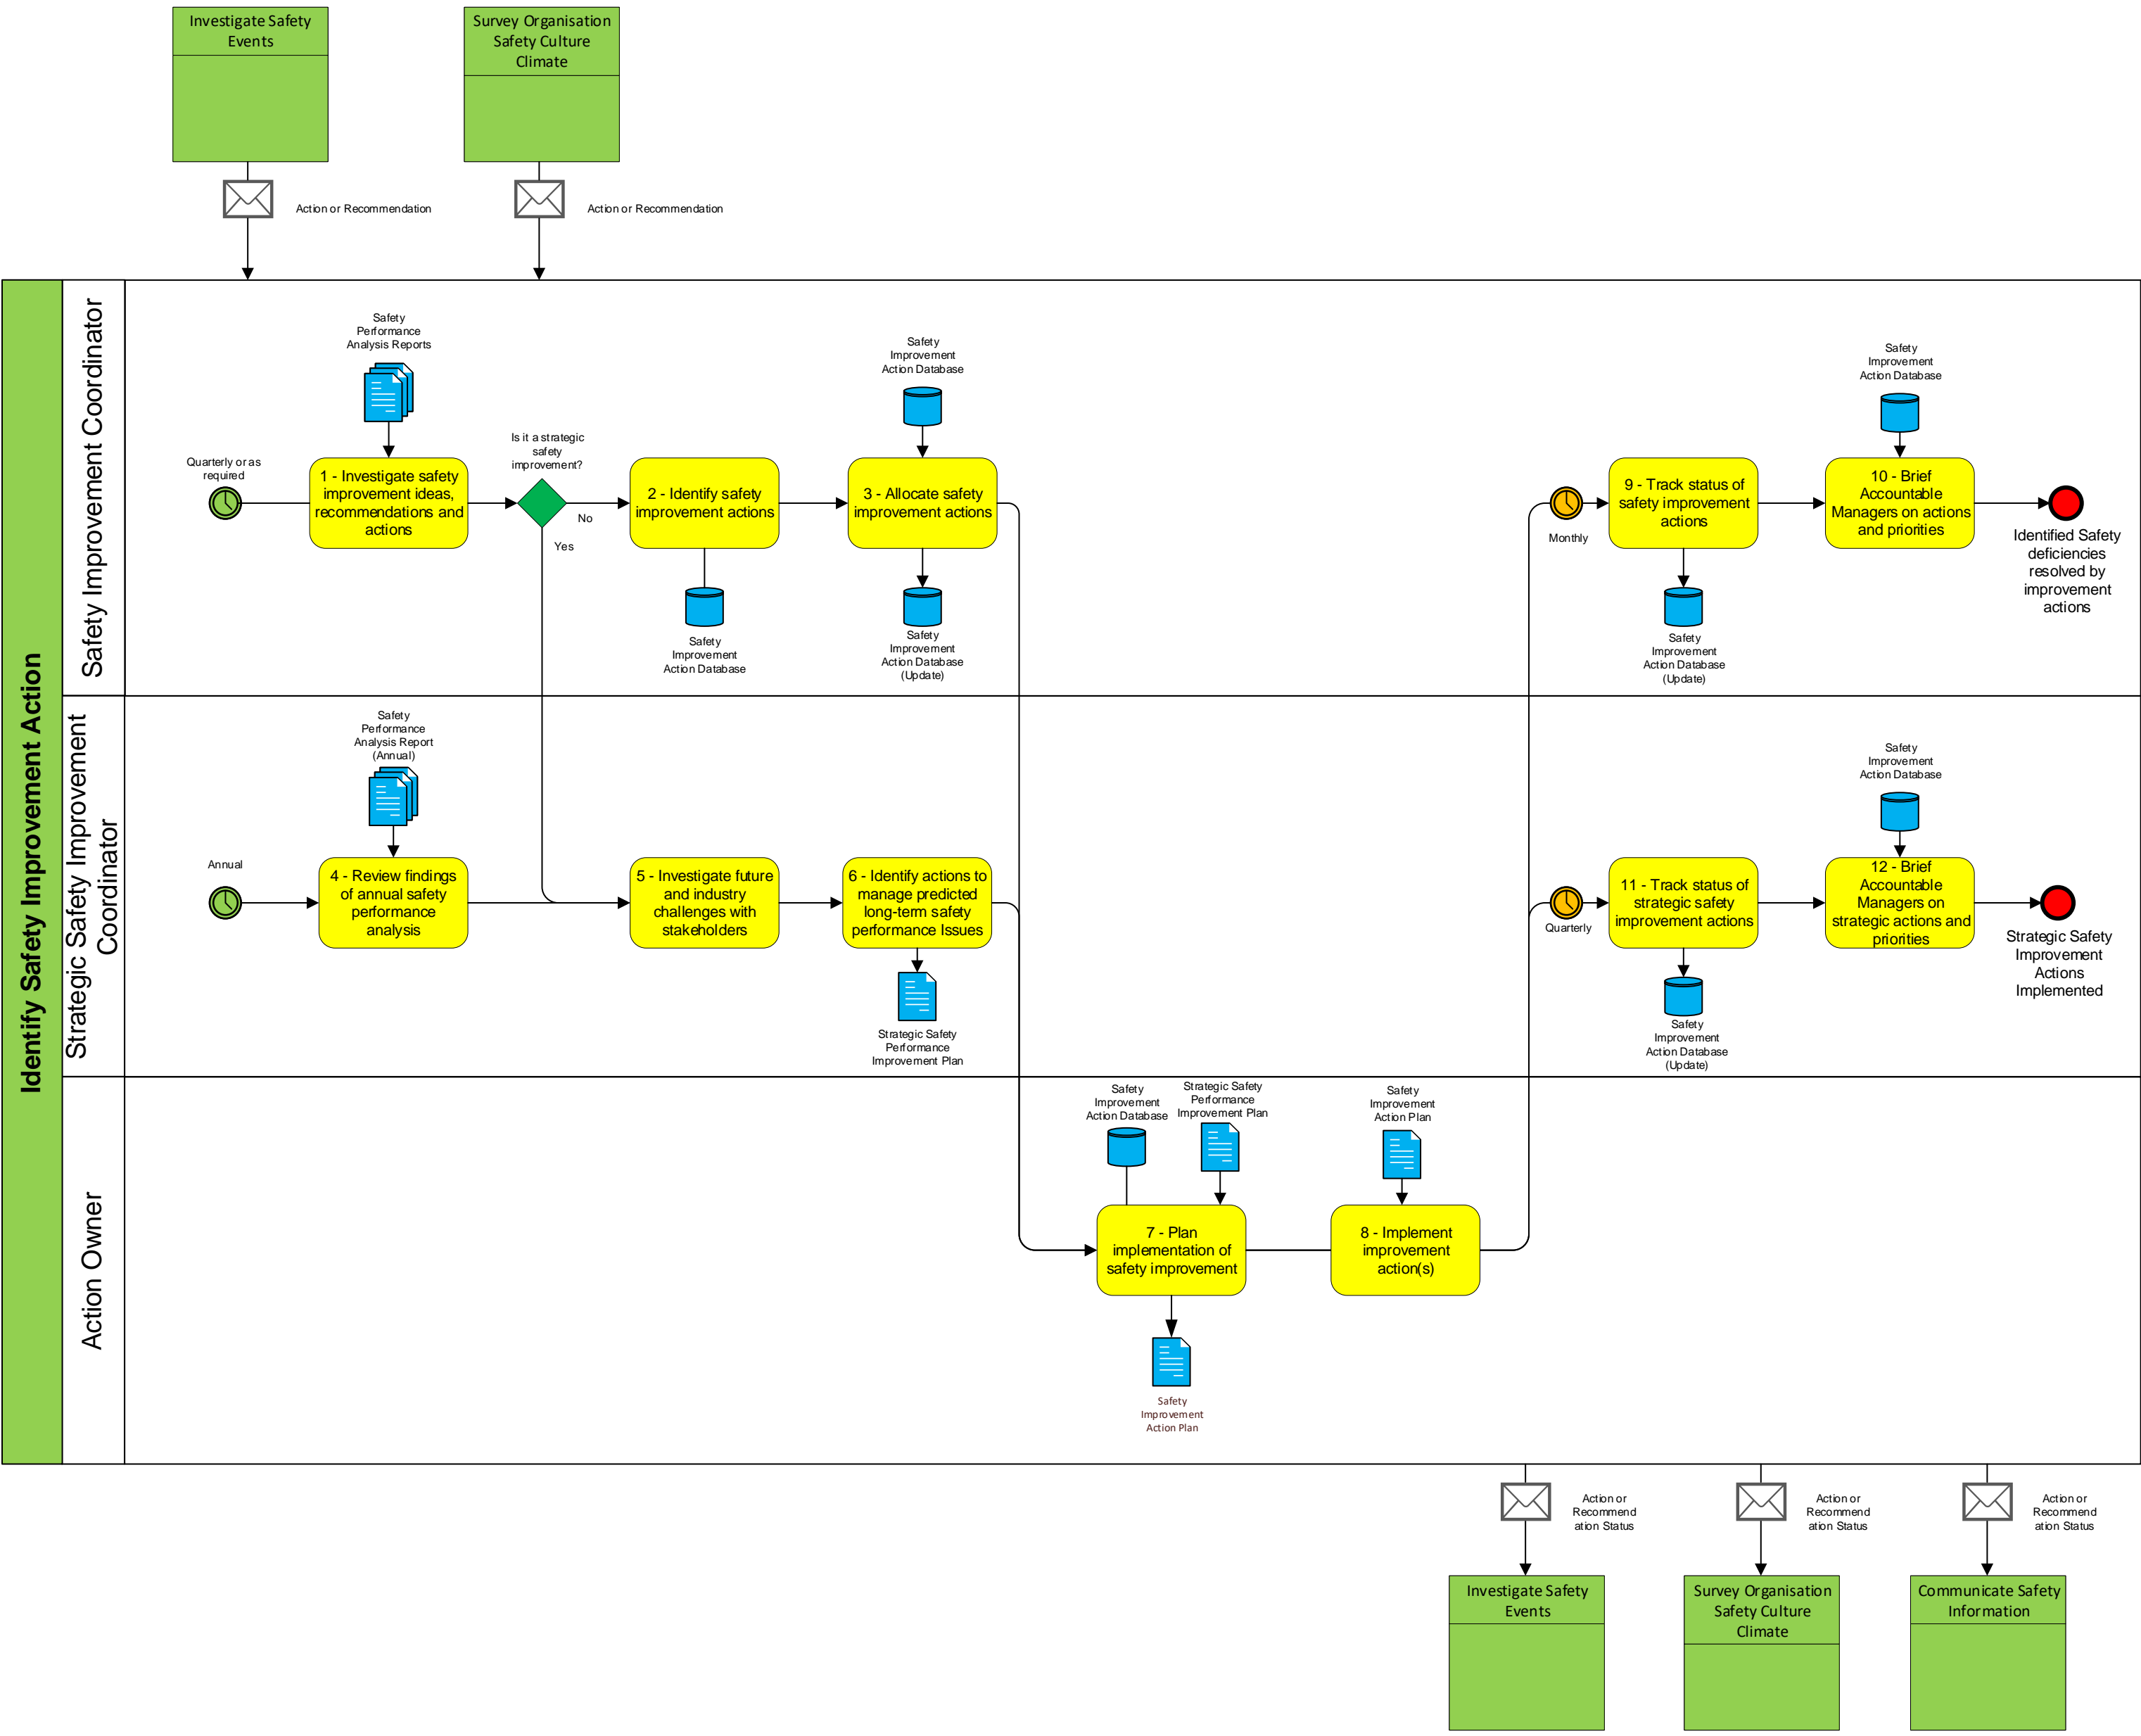 Investigate Safety
Events
Survey Organisation
Safety Culture
Climate
Action or Recommendation
Action or Recommendation
Identify Safety Improvement Action
Safety Improvement Coordinator
Safety
Performance
Analysis Reports
Quarterly or as
required
1 - Investigate safety
improvement ideas,
recommendations and
actions
Is it a strategic
safety
improvement?
No
Yes
2 - Identify safety
improvement actions
Safety
Improvement
Action Database
Safety
Improvement
Action Database
3 - Allocate safety
improvement actions
Safety
Improvement
Action Database
(Update)
Monthly
9 - Track status of
safety improvement
actions
Safety
Improvement
Action Database
(Update)
Safety
Improvement
Action Database
10 - Brief
Accountable
Managers on actions
and priorities
Identified Safety
deficiencies
resolved by
improvement
actions
Strategic Safety Improvement
Coordinator
Safety
Performance
Analysis Report
(Annual)
Annual
4 - Review findings
of annual safety
performance
analysis
5 - Investigate future
and industry
challenges with
stakeholders
6 - Identify actions to
manage predicted
long-term safety
performance Issues
Strategic Safety
Performance
Improvement Plan
Quarterly
11 - Track status of
strategic safety
improvement actions
Safety
Improvement
Action Database
(Update)
Safety
Improvement
Action Database
12 - Brief
Accountable
Managers on
strategic actions and
priorities
Strategic Safety
Improvement
Actions
Implemented
Action Owner
Safety
Improvement
Action Database
Strategic Safety
Performance
Improvement Plan
7 - Plan
implementation of
safety improvement
Safety
Improvement
Action Plan
Safety
Improvement
Action Plan
8 - Implement
improvement
action(s)
Action or
Recommend
ation Status
Action or
Recommend
ation Status
Action or
Recommend
ation Status
Investigate Safety
Events
Survey Organisation
Safety Culture
Climate
Communicate Safety
Information